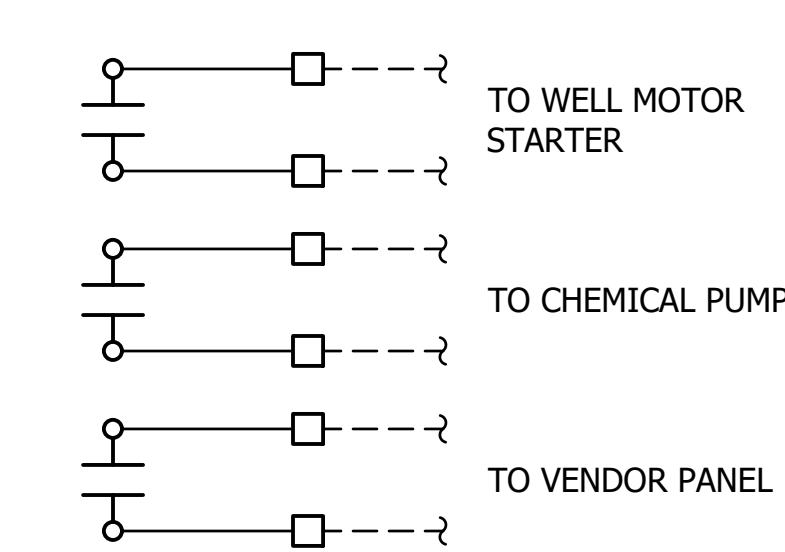 TO WELL MOTOR
STARTER
TO CHEMICAL PUMP
TO VENDOR PANEL